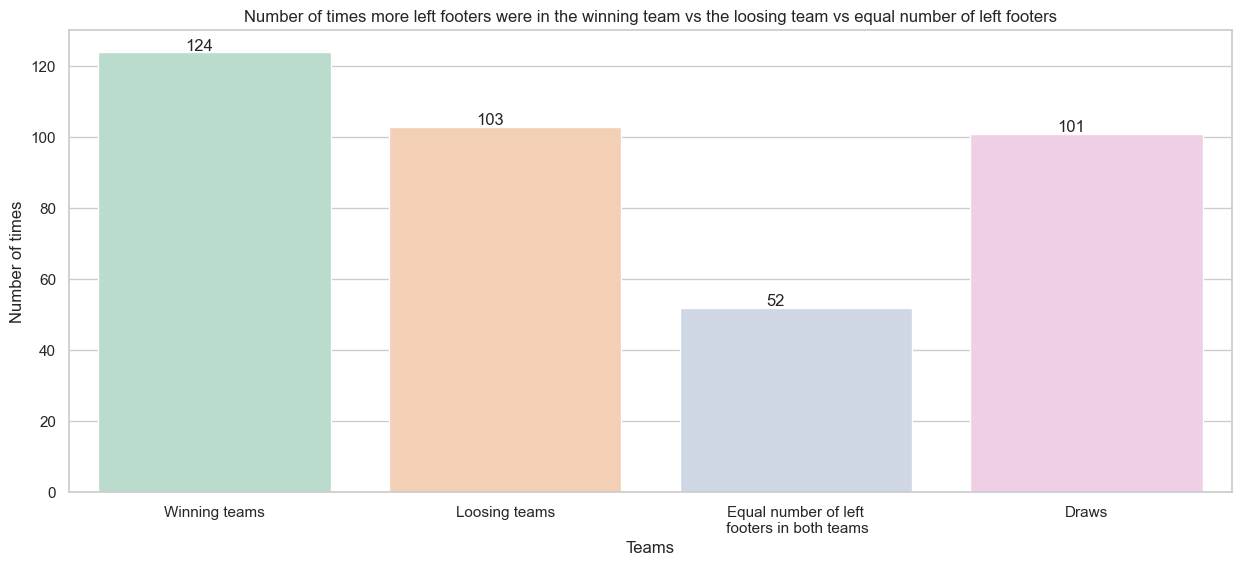 Number of times more left footers were in the winning team vs the loosing team vs equal number of left footers
Number of times
120
100
80
60
40
20
0
124
103
52
101
Winning teams
Loosing teams
Equal number of left
footers in both teams
Draws
Teams